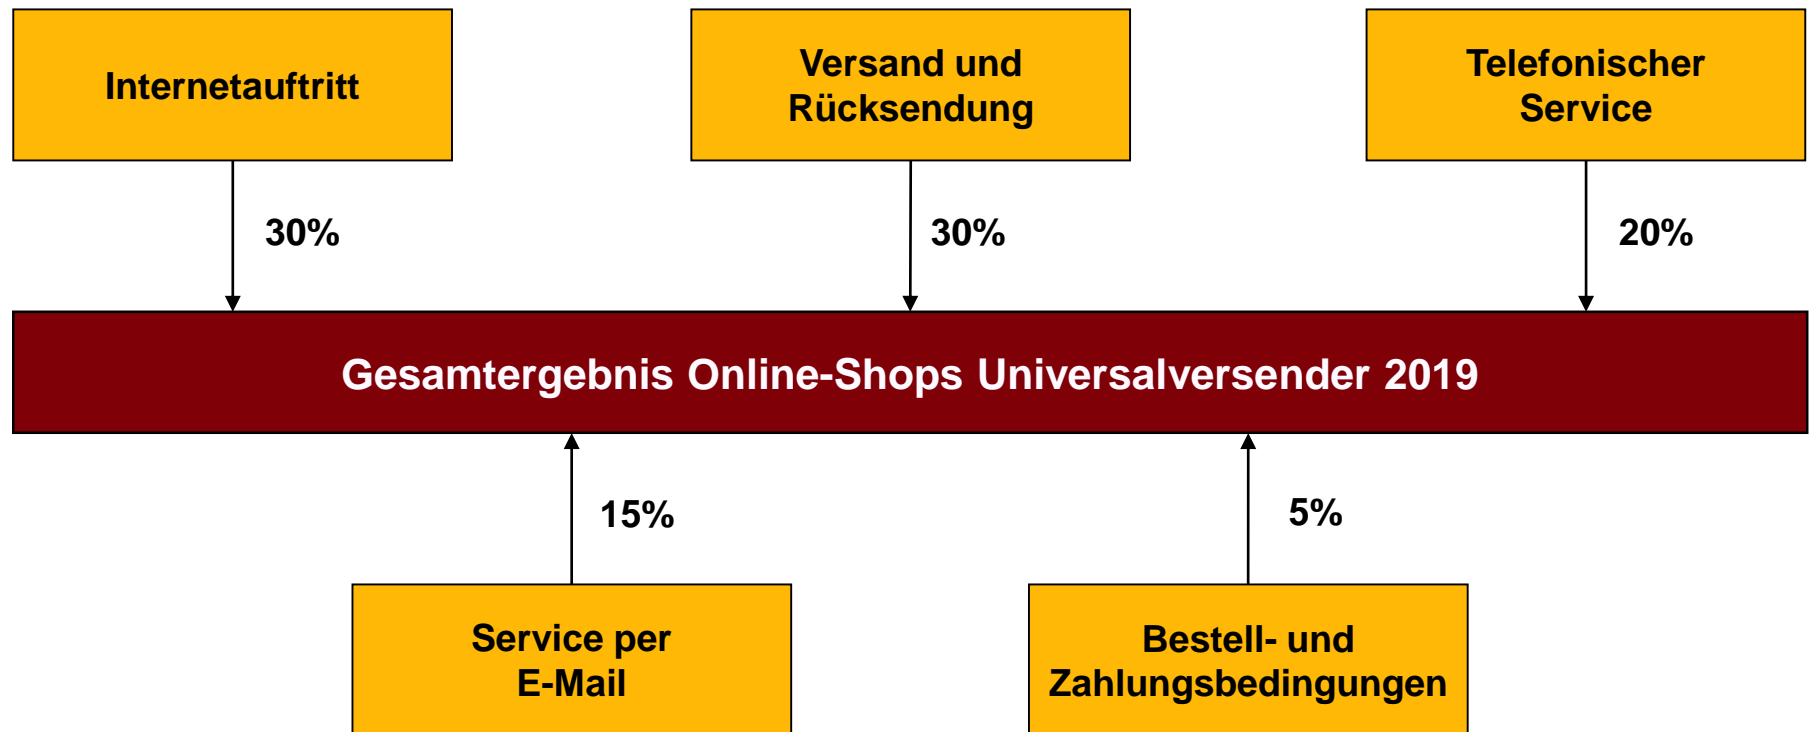 Internetauftritt
Versand und
Rücksendung
Telefonischer
Service
30%
30%
20%
Gesamtergebnis Online-Shops Universalversender 2019
15%
5%
Service per
E-Mail
Bestell- und
Zahlungsbedingungen